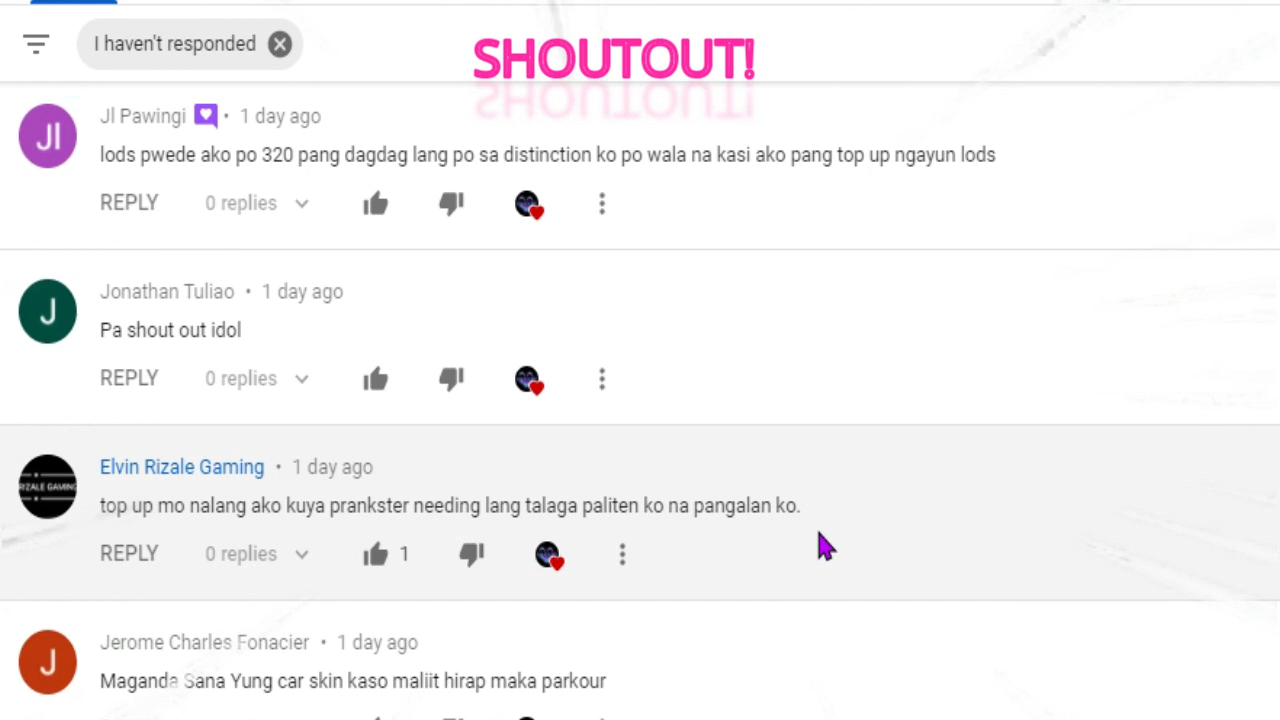 I haven't responded
SHOUTOUT!
Jl
Jl Pawingi • 1 day ago
lods pwede ako po 320 pang dagdag lang po sa distinction ko po wala na kasi ako pang top up ngayun lods
REPLY 0 replies
J
Jonathan Tuliao • 1 day ago
Pa shout out idol
REPLY 0 replies
RIZALE GAMING
Elvin Rizale Gaming • 1 day ago
top up mo nalang ako kuya prankster needing lang talaga paliten ko na pangalan ko.
REPLY 0 replies 1
J
Jerome Charles Fonacier • 1 day ago
Maganda Sana Yung car skin kaso maliit hirap maka parkour